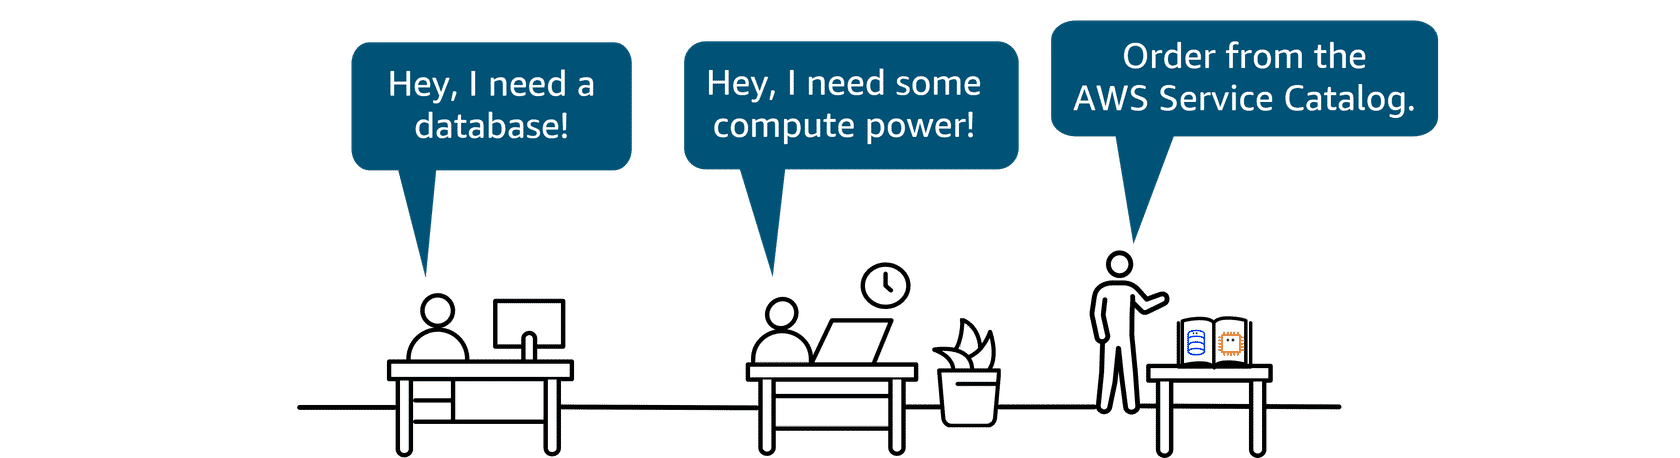 Hey, I need a
database!
Hey, I need some
compute power!
Order from the
AWS Service Catalog.